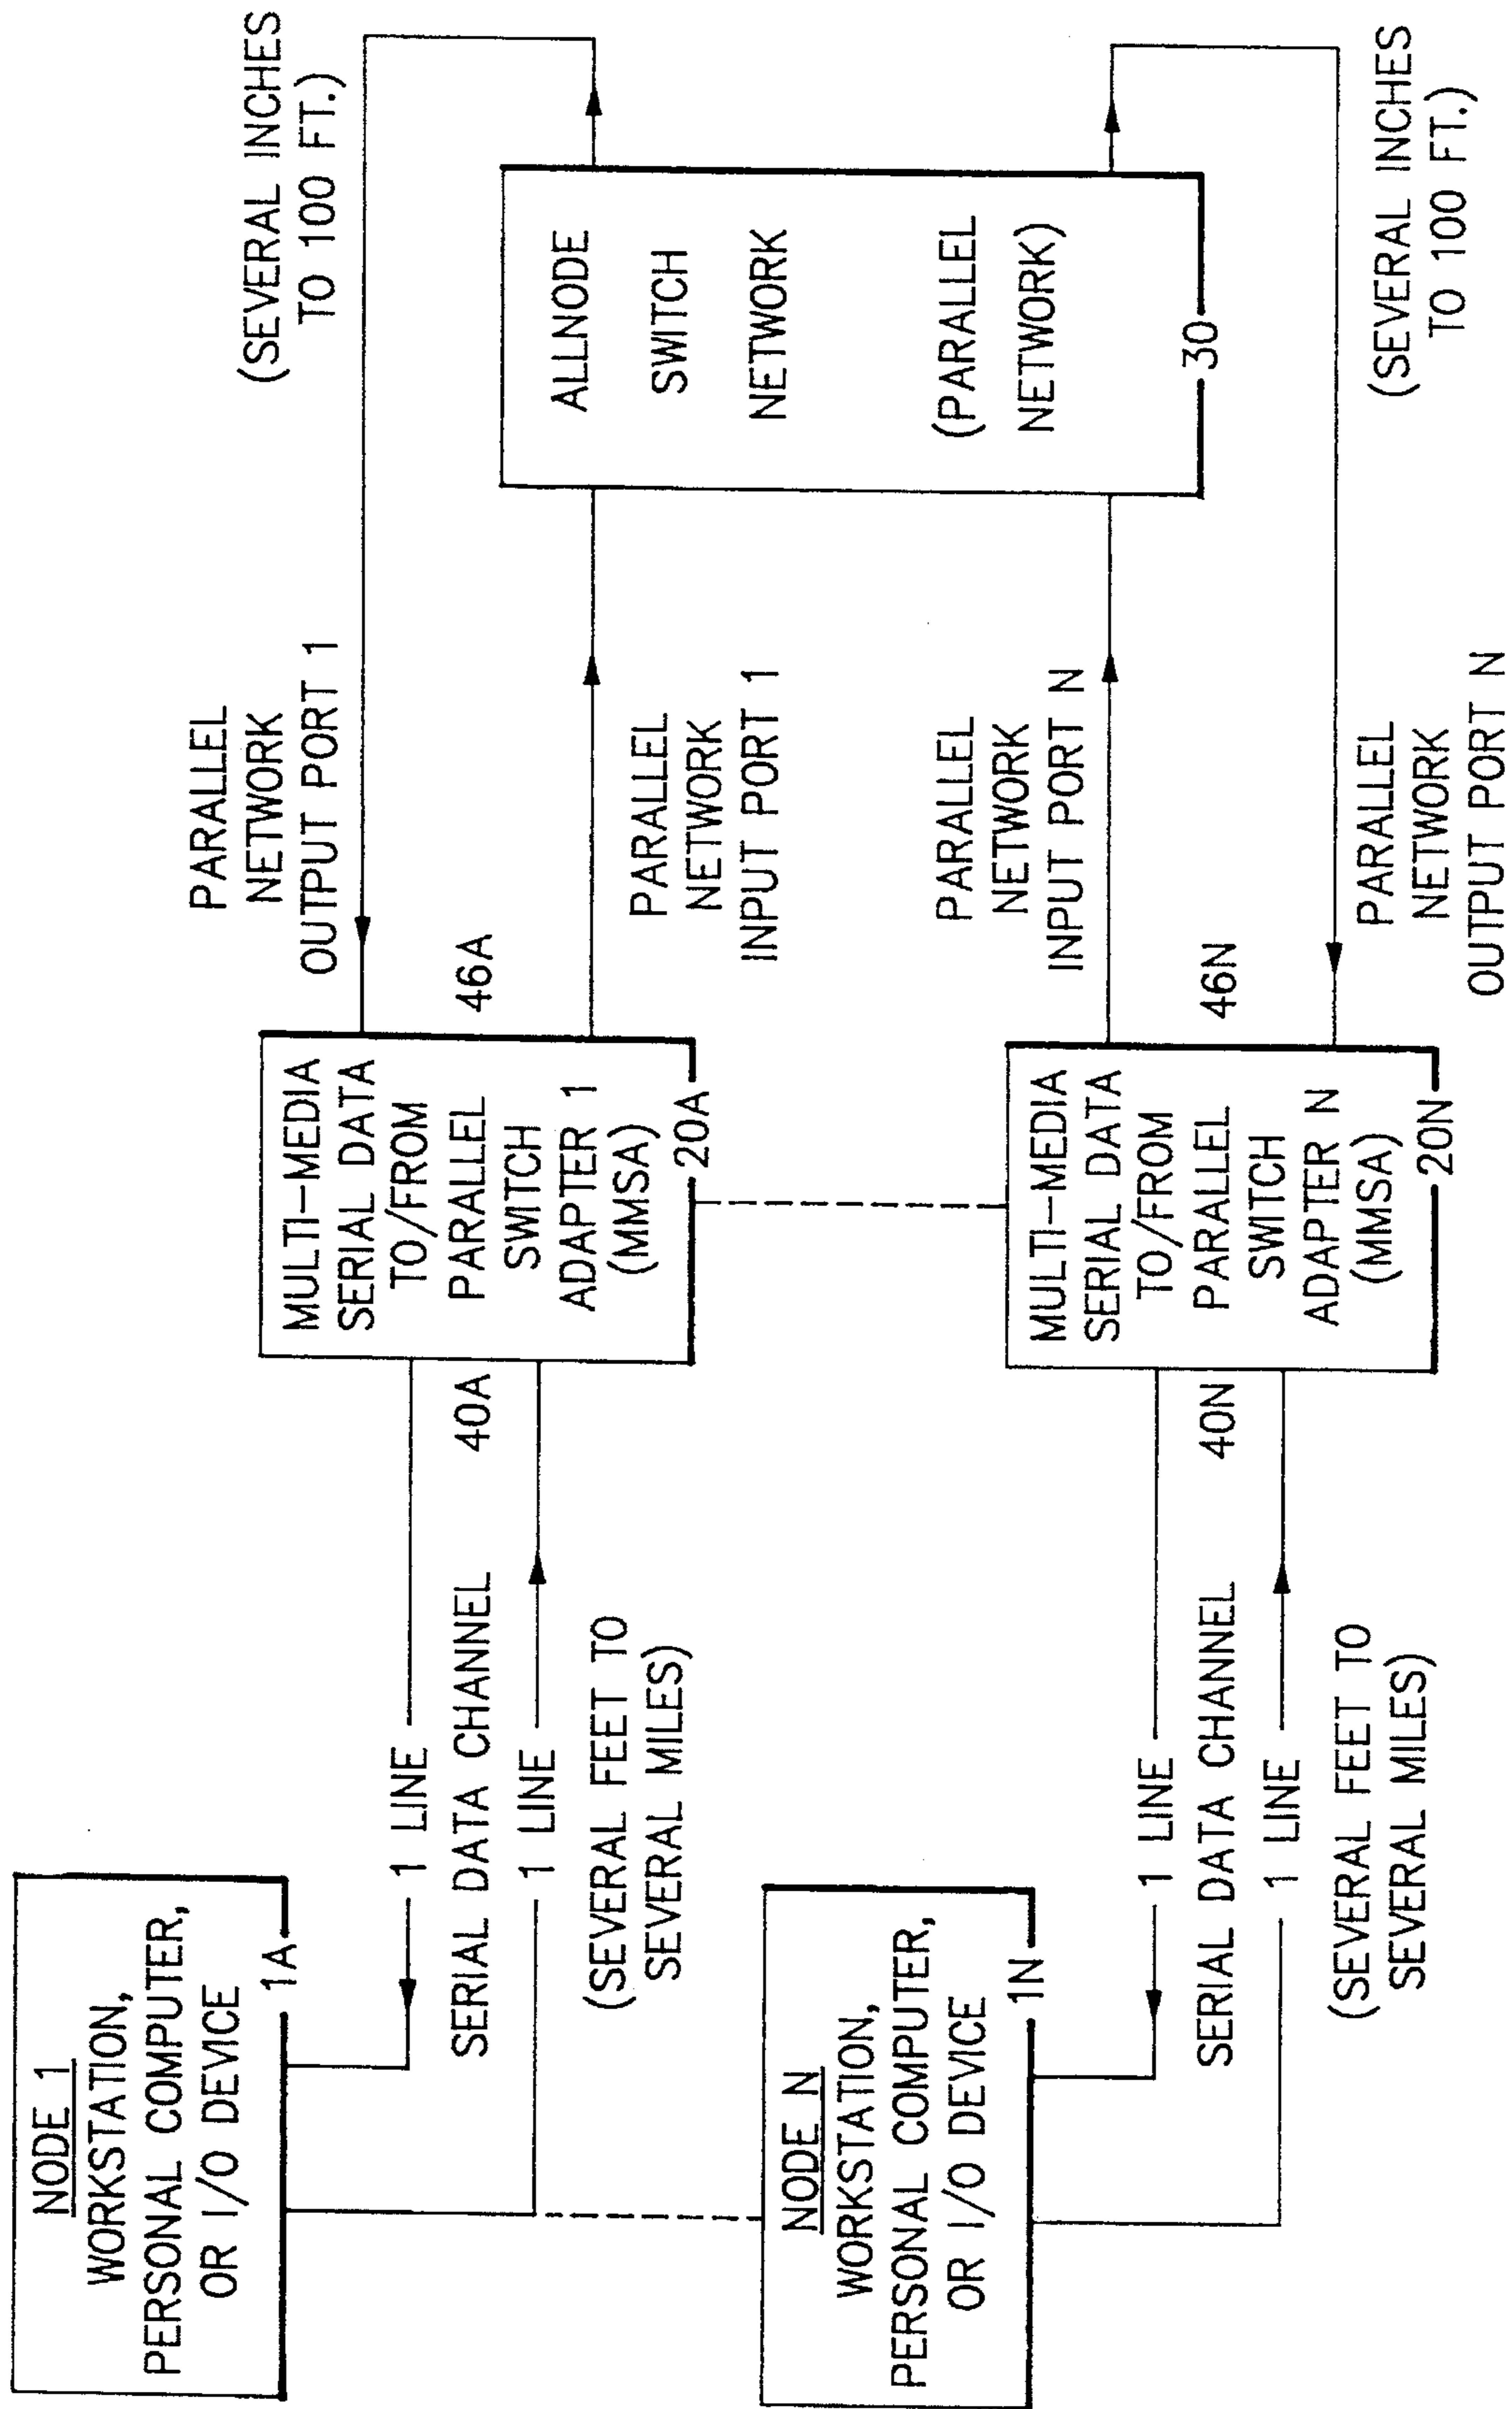 NODE 1
WORKSTATION,
PERSONAL COMPUTER,
OR I/O DEVICE
1A
1 LINE
SERIAL DATA CHANNEL
1 LINE
(SEVERAL FEET TO
SEVERAL MILES)
40A
MULTI-MEDIA
SERIAL DATA
TO/FROM
PARALLEL
SWITCH
ADAPTER 1
(MMSA)
20A
46A
PARALLEL
NETWORK
OUTPUT PORT 1
PARALLEL
NETWORK
INPUT PORT 1
(SEVERAL INCHES
TO 100 FT.)
ALLNODE
SWITCH
NETWORK
(PARALLEL
NETWORK)
30
NODE N
WORKSTATION,
PERSONAL COMPUTER,
OR I/O DEVICE
1N
1 LINE
SERIAL DATA CHANNEL
1 LINE
(SEVERAL FEET TO
SEVERAL MILES)
40N
MULTI-MEDIA
SERIAL DATA
TO/FROM
PARALLEL
SWITCH
ADAPTER N
(MMSA)
20N
46N
PARALLEL
NETWORK
INPUT PORT N
PARALLEL
NETWORK
OUTPUT PORT N
(SEVERAL INCHES
TO 100 FT.)